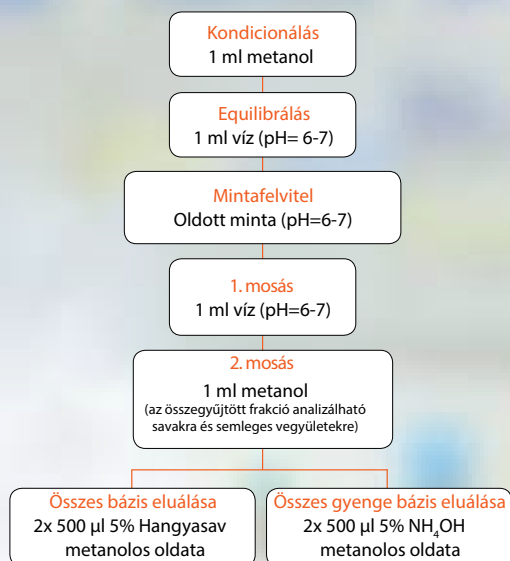 Kondicionálás
1 ml metanol
Equilibrálás
1 ml víz (pH= 6-7)
Mintafelvitel
Oldott minta (pH=6-7)
1. mosás
1 ml víz (pH=6-7)
2. mosás
1 ml metanol
(az összegyűjtött frakció analizálható
savakra és semleges vegyületekre)
Összes bázis eluálása
2x 500 µl 5% Hangyasav
metanolos oldata
Összes gyenge bázis eluálása
2x 500 µl 5% NH₄OH
metanolos oldata